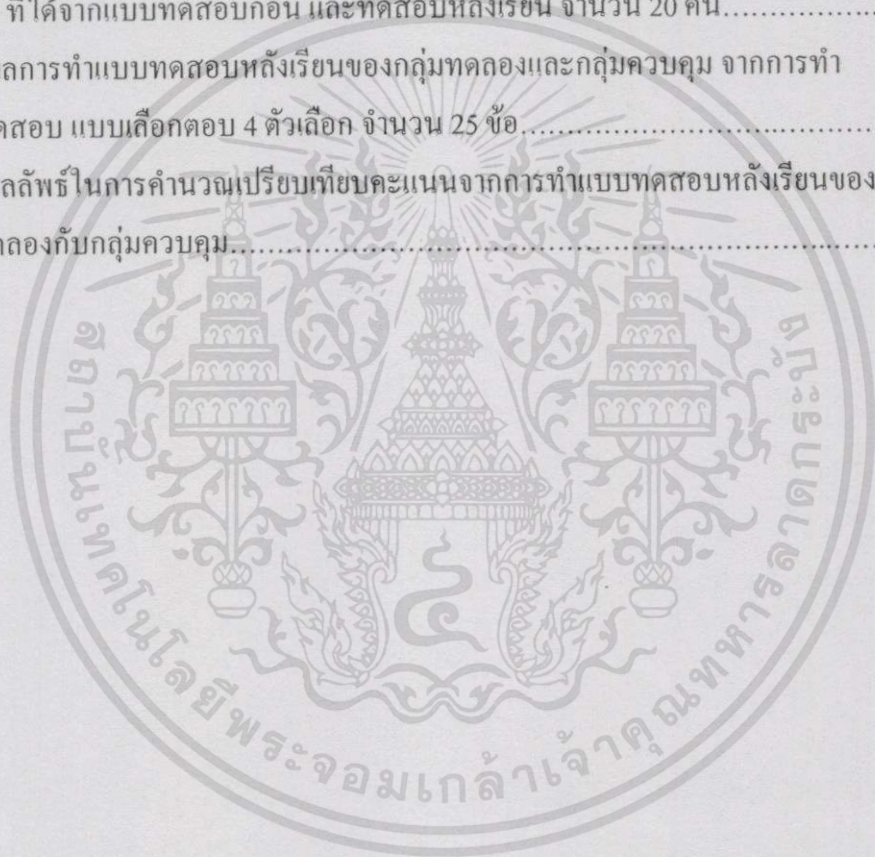 ที่ได้จากแบบทดสอบก่อน และทดสอบหลังเรียน จำนวน 20 คน
ลการทำแบบทดสอบหลังเรียนของกลุ่มทดลองและกลุ่มควบคุม จากการทำ
ดสอบ แบบเลือกตอบ 4 ตัวเลือก จำนวน 25 ข้อ
ลลัพธ์ในการคำนวณเปรียบเทียบคะแนนจากการทำแบบทดสอบหลังเรียนของ
ลองกับกลุ่มควบคุม
สถาบันเทคโนโลยีพระจอมเกล้าเจ้าคุณทหารลาดกระบัง